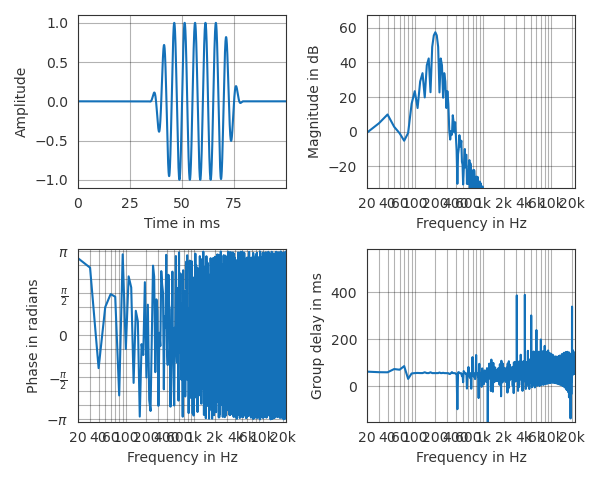 1.0
0.5
0.0
−0.5
−1.0
Amplitude
0 25 50 75
Time in ms
60
40
20
0
−20
Magnitude in dB
20 40 60 100 200 400 600 1k 2k 4k 6k 10k 20k
Frequency in Hz
π
π/2
0
−π/2
−π
Phase in radians
20 40 60 100 200 400 600 1k 2k 4k 6k 10k 20k
Frequency in Hz
400
200
0
Group delay in ms
20 40 60 100 200 400 600 1k 2k 4k 6k 10k 20k
Frequency in Hz